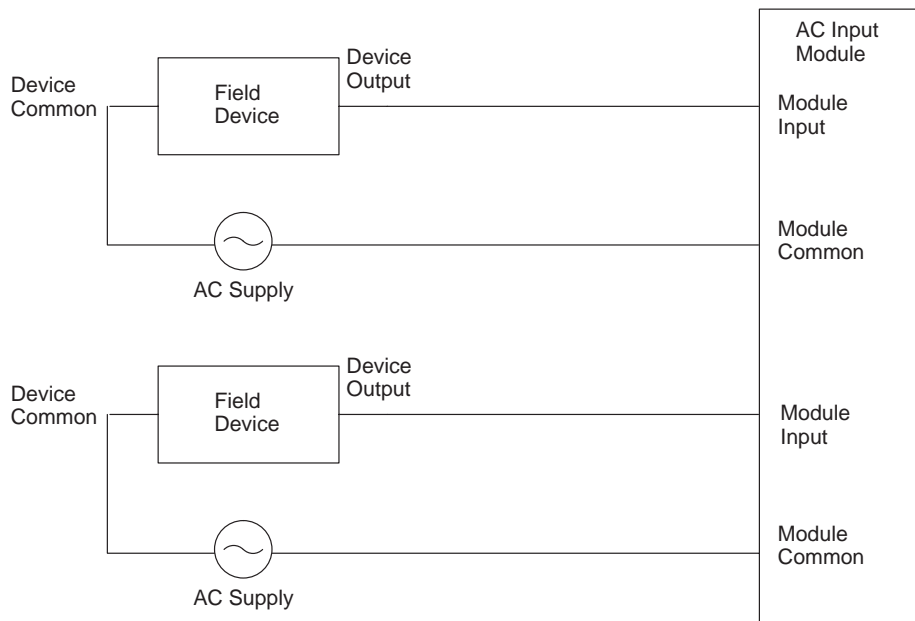 AC Input
Module
Device
Output
Device
Common
Field
Device
Module
Input
Module
Common
AC Supply
Device
Output
Device
Common
Field
Device
Module
Input
Module
Common
AC Supply